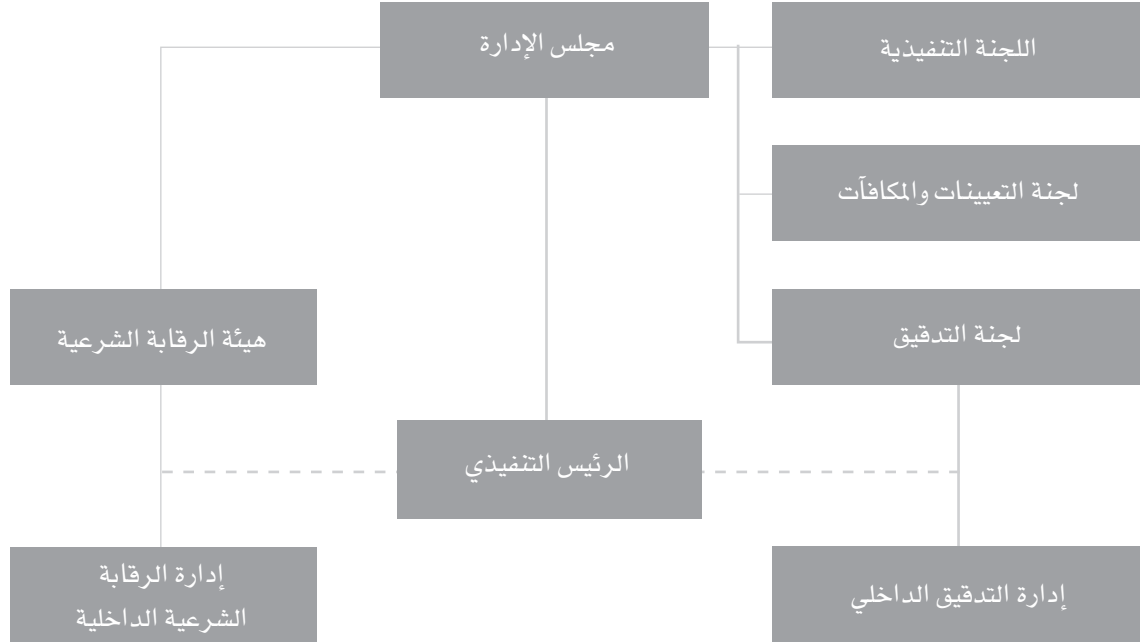 مجلس الإدارة
اللجنة التنفيذية
لجنة التعيينات والمكافآت
لجنة التدقيق
هيئة الرقابة الشرعية
الرئيس التنفيذي
إدارة التدقيق الداخلي
إدارة الرقابة
الشرعية الداخلية